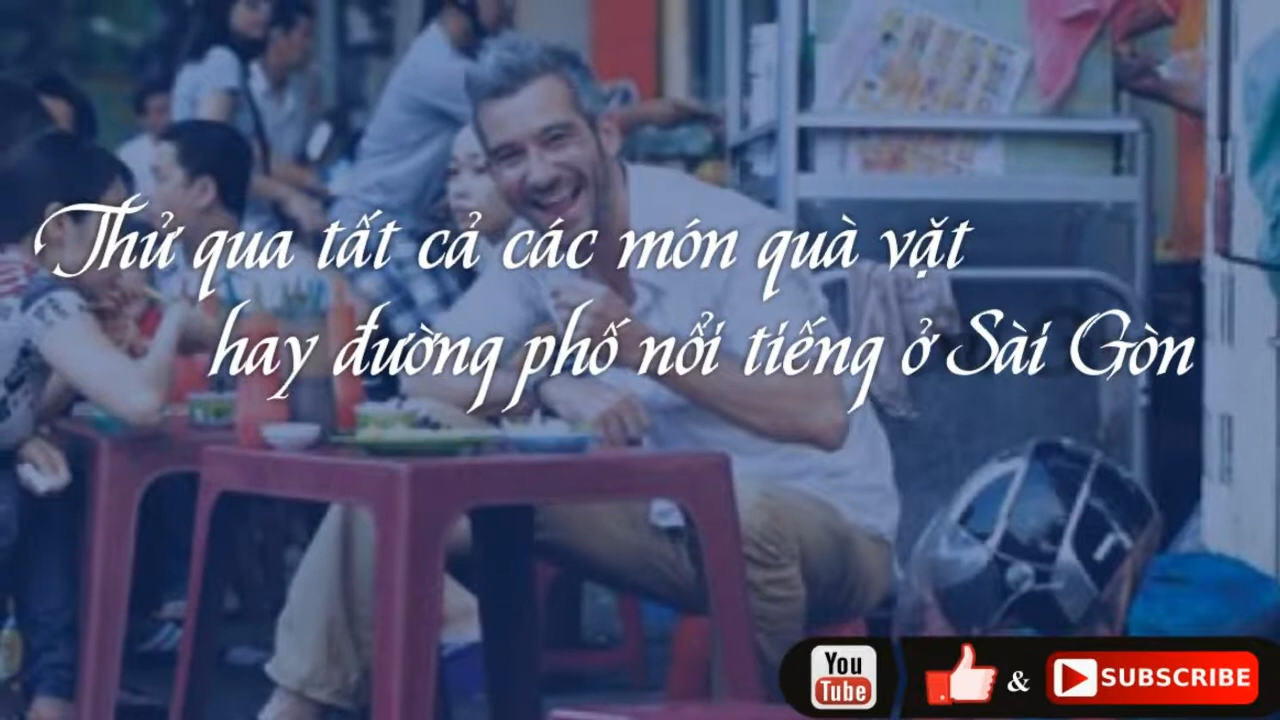 Thử qua tất cả các món quà vặt
hay đường phố nổi tiếng ở Sài Gòn
You
Tube
& SUBSCRIBE